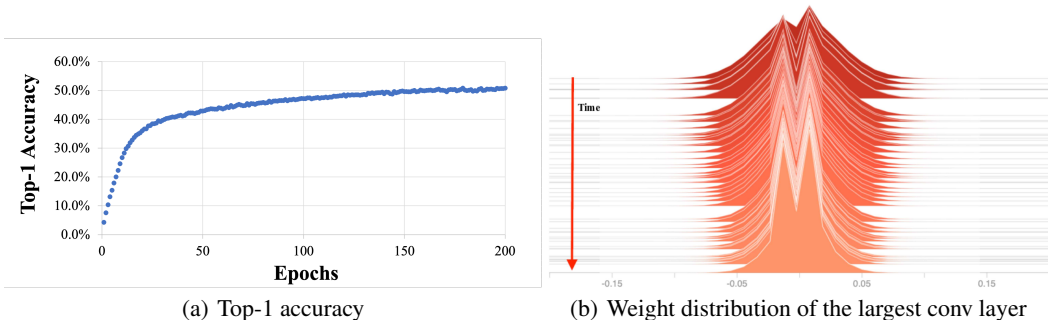 60.0%
50.0%
40.0%
30.0%
20.0%
10.0%
0.0%
Top-1 Accuracy
0 50 100 150 200
Epochs
(a) Top-1 accuracy
Time
-0.15 -0.05 0.05 0.15
(b) Weight distribution of the largest conv layer